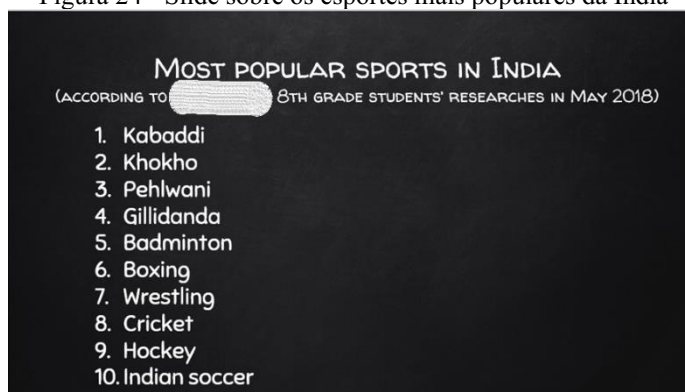 Figura 24 - Slide sobre os esportes mais populares da Índia
MOST POPULAR SPORTS IN INDIA
(ACCORDING TO 8TH GRADE STUDENTS' RESEARCHES IN MAY 2018)
1. Kabaddi
2. Khokho
3. Pehlwani
4. Gillidanda
5. Badminton
6. Boxing
7. Wrestling
8. Cricket
9. Hockey
10. Indian soccer